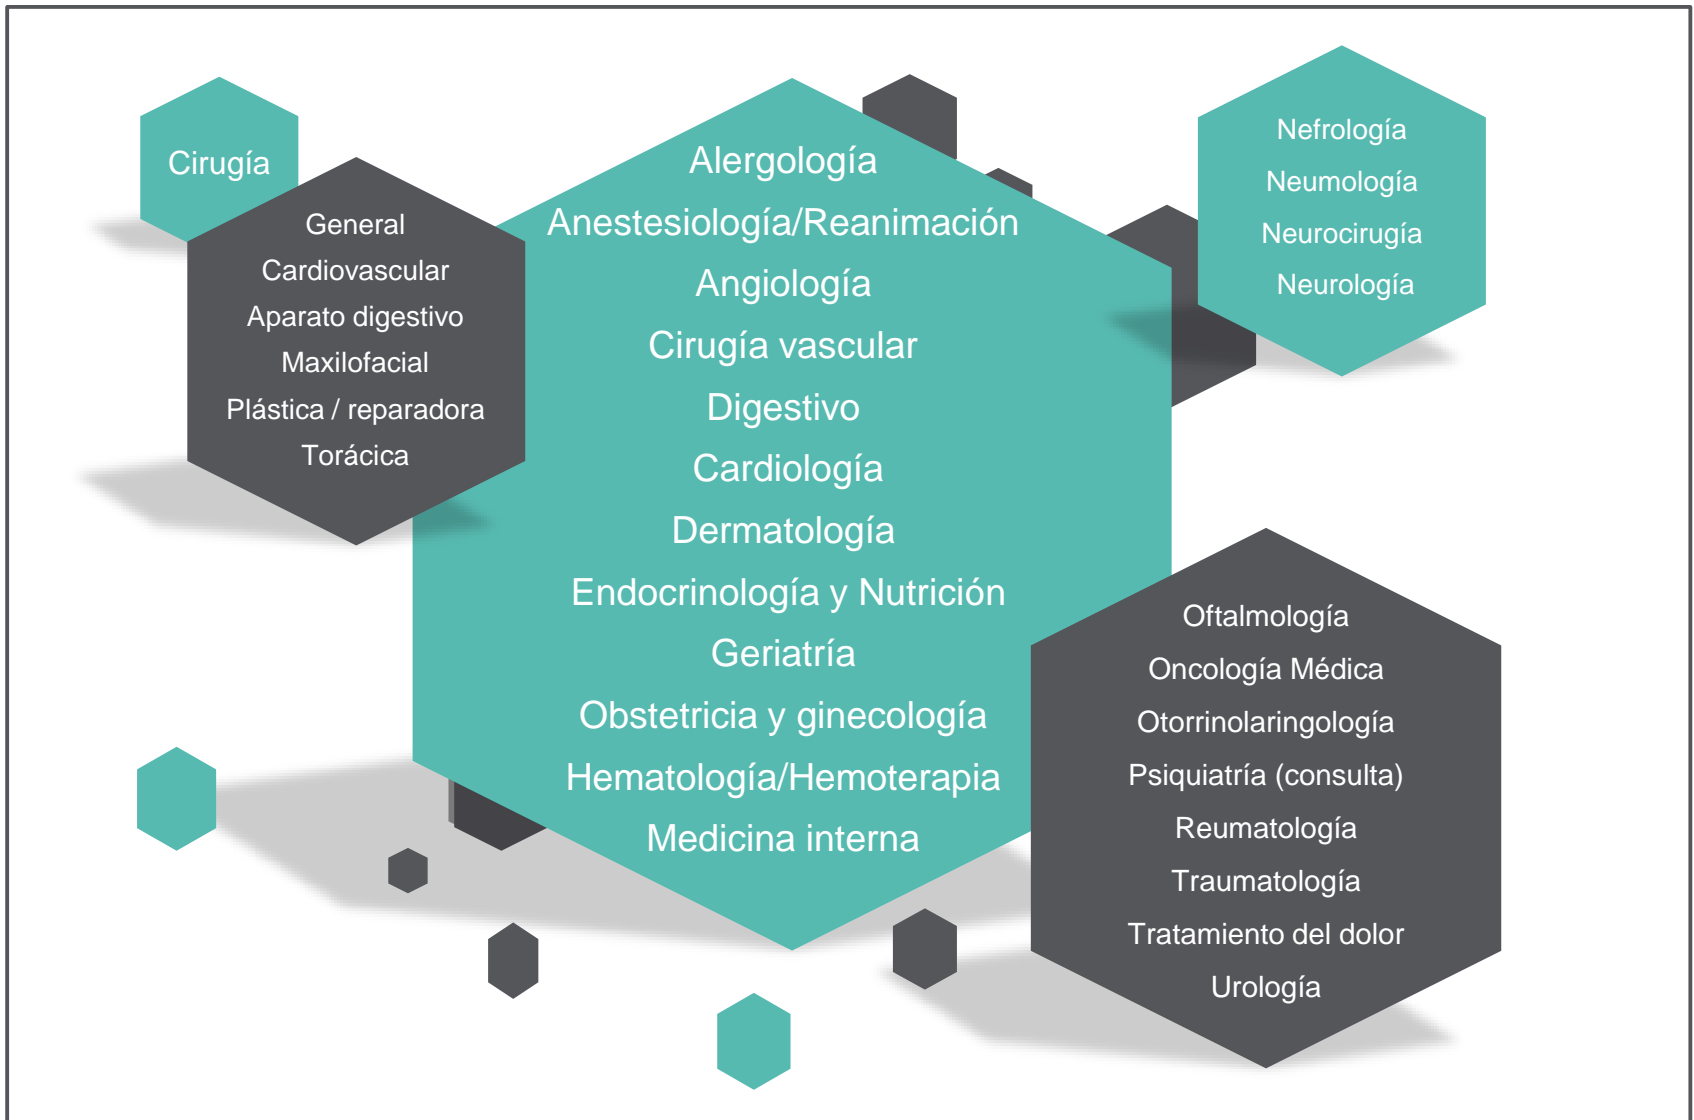 Cirugía
General
Cardiovascular
Aparato digestivo
Maxilofacial
Plástica / reparadora
Torácica
Alergología
Anestesiología/Reanimación
Angiología
Cirugía vascular
Digestivo
Cardiología
Dermatología
Endocrinología y Nutrición
Geriatría
Obstetricia y ginecología
Hematología/Hemoterapia
Medicina interna
Nefrología
Neumología
Neurocirugía
Neurología
Oftalmología
Oncología Médica
Otorrinolaringología
Psiquiatría (consulta)
Reumatología
Traumatología
Tratamiento del dolor
Urología